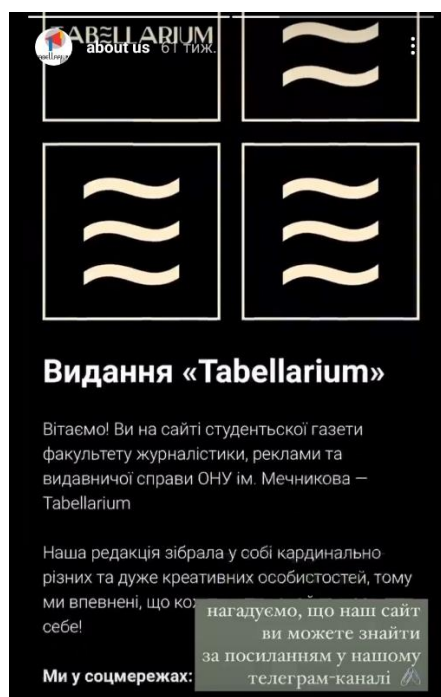 TABELLARIUM
about us 61 тиж.
Видання «Tabellarium»
Вітаємо! Ви на сайті студентьскої газети
факультету журналістики, реклами та
видавничої справи ОНУ ім. Мечникова —
Tabellarium
Наша редакція зібрала у собі кардинально
різних та дуже креативних особистостей, тому
ми впевнені, що
себе!
Ми у соцмережах:
нагадуємо, що наш сайт
ви можете знайти
за посиланням у нашому
телеграм-каналі